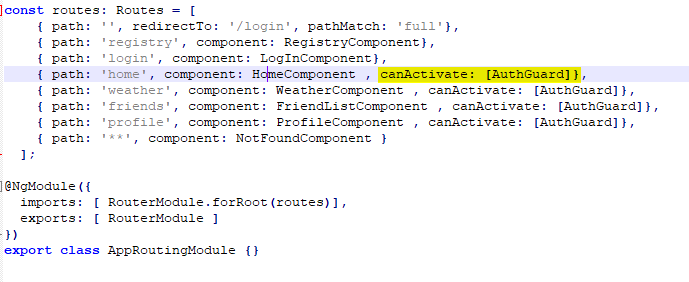 const routes: Routes = [
{ path: '', redirectTo: '/login', pathMatch: 'full'},
{ path: 'registry', component: RegistryComponent},
{ path: 'login', component: LogInComponent},
{ path: 'home', component: HomeComponent , canActivate: [AuthGuard]},
{ path: 'weather', component: WeatherComponent , canActivate: [AuthGuard]},
{ path: 'friends', component: FriendListComponent , canActivate: [AuthGuard]},
{ path: 'profile', component: ProfileComponent , canActivate: [AuthGuard]},
{ path: '**', component: NotFoundComponent }
];
@NgModule({
imports: [ RouterModule.forRoot(routes)],
exports: [ RouterModule ]
})
export class AppRoutingModule {}